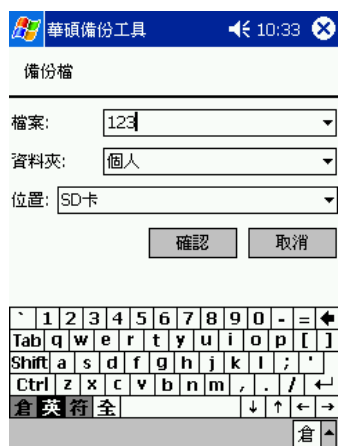 華碩備份工具 10:33
備份檔
檔案: 123
資料夾: 個人
位置: SD卡
確認 取消
` 1 2 3 4 5 6 7 8 9 0 - =
Tab q w e r t y u i o p [ ]
Shift a s d f g h j k l ; '
Ctrl z x c v b n m , . /
倉 英 符 全 ↓ ↑ ← →
倉